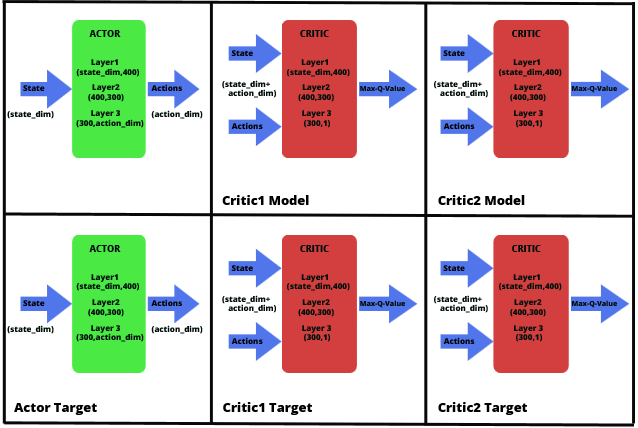 ACTOR
Layer1
(state_dim,400)
Layer2
(400,300)
Layer 3
(300,action_dim)
State
(state_dim)
Actions
(action_dim)
CRITIC
Layer1
(state_dim,400)
Layer2
(400,300)
Layer 3
(300,1)
State
(state_dim+
action_dim)
Actions
Max-Q-Value
Critic1 Model
CRITIC
Layer1
(state_dim,400)
Layer2
(400,300)
Layer 3
(300,1)
State
(state_dim+
action_dim)
Actions
Max-Q-Value
Critic2 Model
ACTOR
Layer1
(state_dim,400)
Layer2
(400,300)
Layer 3
(300,action_dim)
State
(state_dim)
Actions
(action_dim)
Actor Target
CRITIC
Layer1
(state_dim,400)
Layer2
(400,300)
Layer 3
(300,1)
State
(state_dim+
action_dim)
Actions
Max-Q-Value
Critic1 Target
CRITIC
Layer1
(state_dim,400)
Layer2
(400,300)
Layer 3
(300,1)
State
(state_dim+
action_dim)
Actions
Max-Q-Value
Critic2 Target